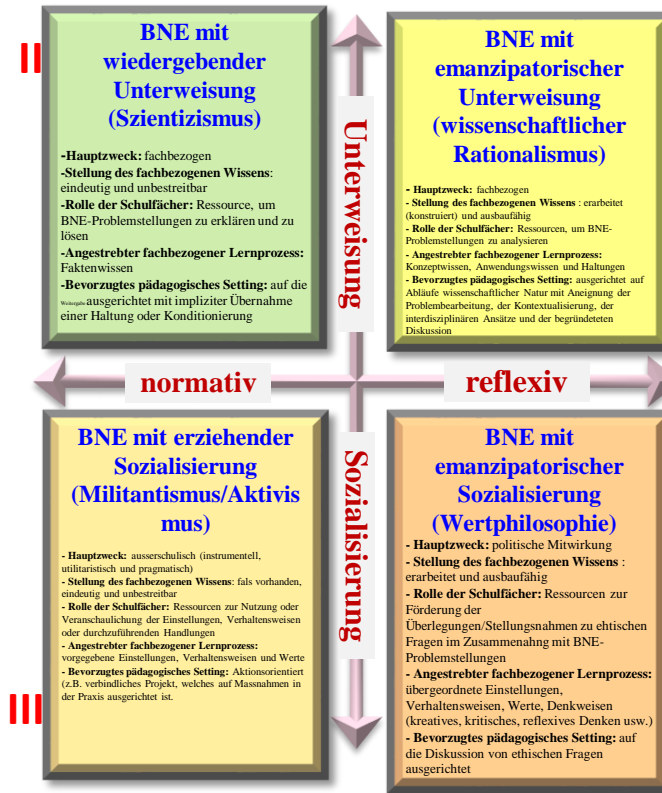 II
BNE mit
wiedergebender
Unterweisung
(Szientizismus)
-Hauptzweck: fachbezogen
-Stellung des fachbezogenen Wissens:
eindeutig und unbestreitbar
-Rolle der Schulfächer: Ressource, um
BNE-Problemstellungen zu erklären und zu
lösen
-Angestrebter fachbezogener Lernprozess:
Faktenwissen
-Bevorzugtes pädagogisches Setting: auf die
Weitergabe ausgerichtet mit impliziter Übernahme
einer Haltung oder Konditionierung
Unterweisung
BNE mit
emanzipatorischer
Unterweisung
(wissenschaftlicher
Rationalismus)
- Hauptzweck: fachbezogen
- Stellung des fachbezogenen Wissens : erarbeitet
(konstruiert) und ausbaufähig
- Rolle der Schulfächer: Ressourcen, um BNE-
Problemstellungen zu analysieren
- Angestrebter fachbezogener Lernprozess:
Konzeptwissen, Anwendungswissen und Haltungen
- Bevorzugtes pädagogisches Setting: ausgerichtet auf
Abläufe wissenschaftlicher Natur mit Aneignung der
Problembearbeitung, der Kontextualisierung, der
interdisziplinären Ansätze und der begründeteten
Diskussion
normativ
reflexiv
III
BNE mit erziehender
Sozialisierung
(Militantismus/Aktivis
mus)
- Hauptzweck: ausserschulisch (instrumentell,
utilitaristisch und pragmatisch)
- Stellung des fachbezogenen Wissens: fals vorhanden,
eindeutig und unbestreitbar
- Rolle der Schulfächer: Ressourcen zur Nutzung oder
Veranschaulichung der Einstellungen, Verhaltensweisen
oder durchzuführenden Handlungen
- Angestrebter fachbezogener Lernprozess:
vorgegebene Einstellungen, Verhaltensweisen und Werte
- Bevorzugtes pädagogisches Setting: Aktionsorientiert
(z.B. verbindliches Projekt, welches auf Massnahmen in
der Praxis ausgerichtet ist.
Sozialisierung
BNE mit
emanzipatorischer
Sozialisierung
(Wertphilosophie)
- Hauptzweck: politische Mitwirkung
- Stellung des fachbezogenen Wissens :
erarbeitet und ausbaufähig
- Rolle der Schulfächer: Ressourcen zur
Förderung der
Überlegungen/Stellungsnahmen zu ehtischen
Fragen im Zusammenahng mit BNE-
Problemstellungen
- Angestrebter fachbezogener Lernprozess:
übergeordnete Einstellungen,
Verhaltensweisen, Werte, Denkweisen
(kreatives, kritisches, reflexives Denken usw.)
- Bevorzugtes pädagogisches Setting: auf
die Diskussion von ethischen Fragen
ausgerichtet